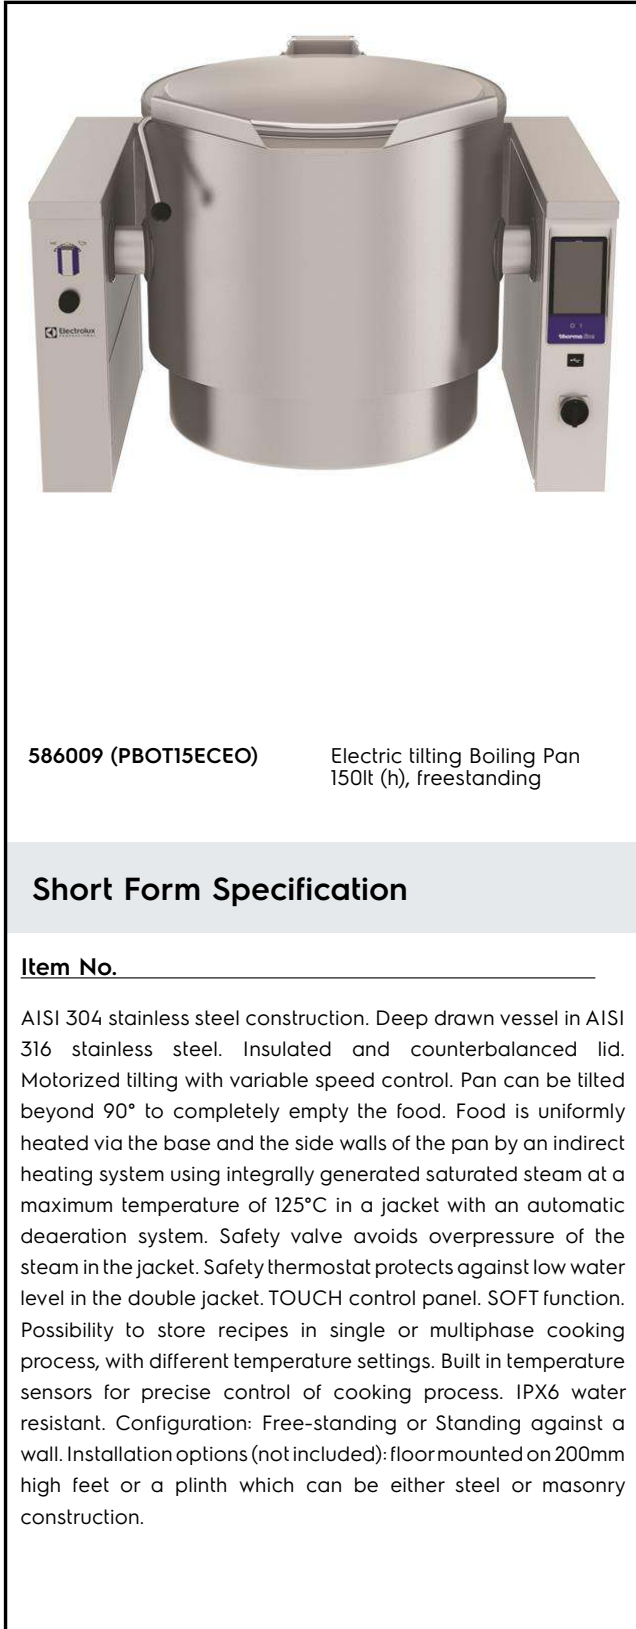 Electrolux
PROFESSIONAL
thermaline
586009 (PBOT15ECEO)
Electric tilting Boiling Pan
150lt (h), freestanding
Short Form Specification
Item No.
AISI 304 stainless steel construction. Deep drawn vessel in AISI
316 stainless steel. Insulated and counterbalanced lid.
Motorized tilting with variable speed control. Pan can be tilted
beyond 90° to completely empty the food. Food is uniformly
heated via the base and the side walls of the pan by an indirect
heating system using integrally generated saturated steam at a
maximum temperature of 125°C in a jacket with an automatic
deaeration system. Safety valve avoids overpressure of the
steam in the jacket. Safety thermostat protects against low water
level in the double jacket. TOUCH control panel. SOFT function.
Possibility to store recipes in single or multiphase cooking
process, with different temperature settings. Built in temperature
sensors for precise control of cooking process. IPX6 water
resistant. Configuration: Free-standing or Standing against a
wall. Installation options (not included): floor mounted on 200mm
high feet or a plinth which can be either steel or masonry
construction.